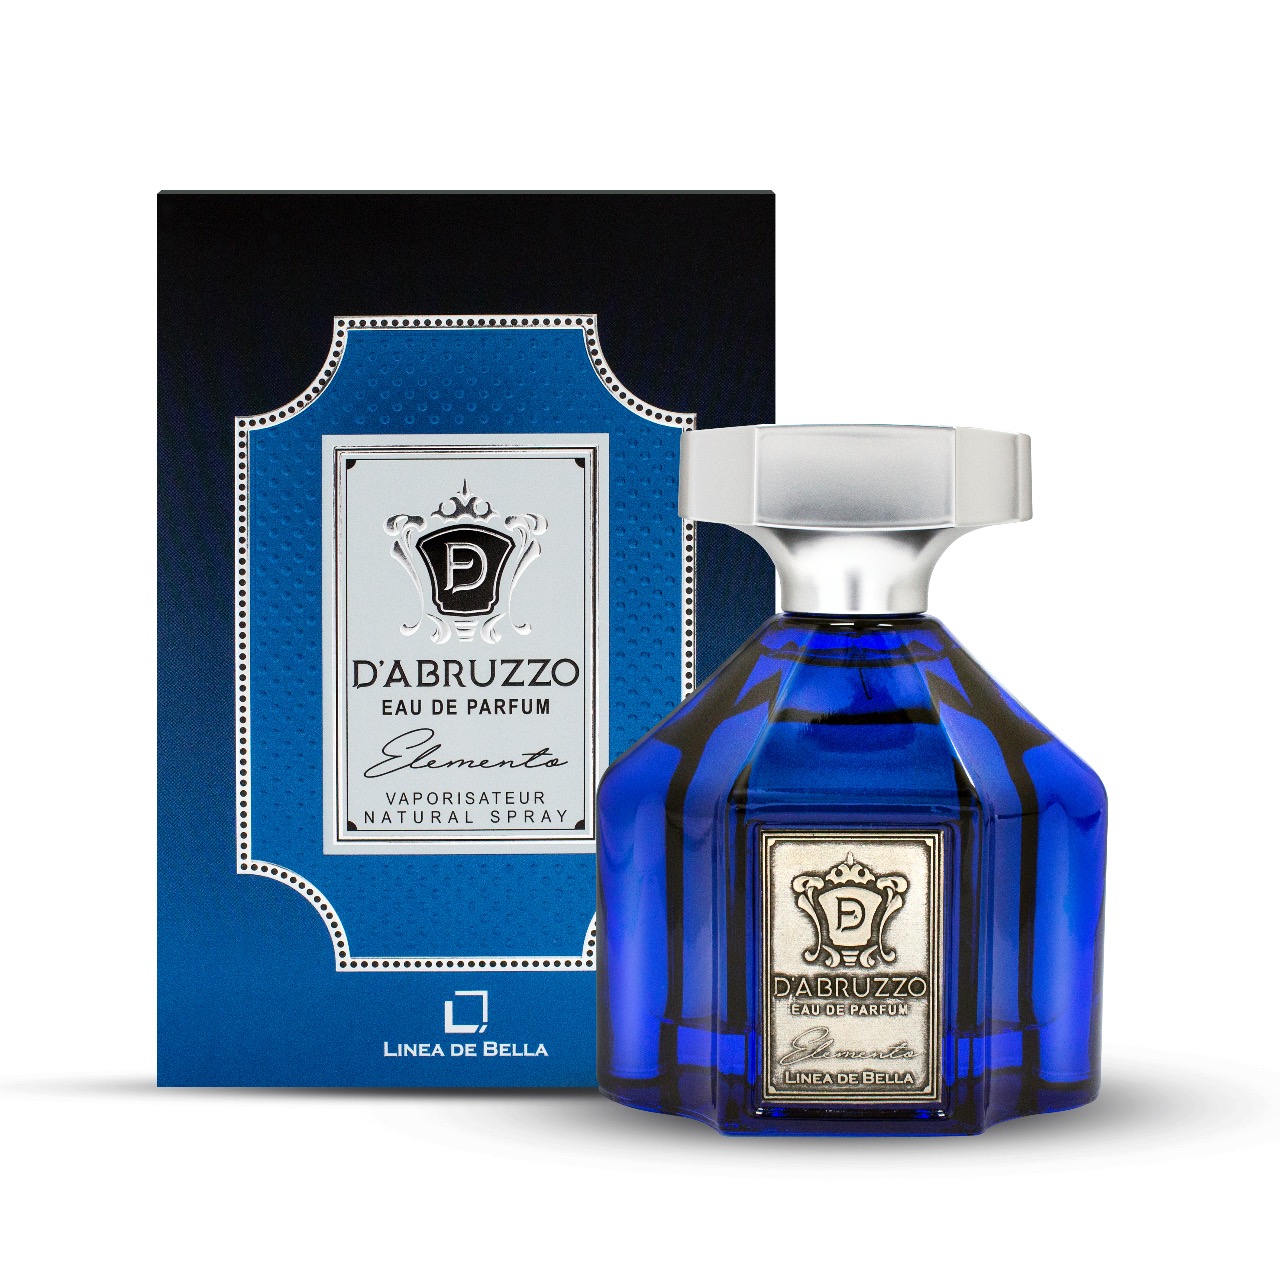 D
D'ABRUZZO
EAU DE PARFUM
Elemento
VAPORISATEUR
NATURAL SPRAY
LINEA DE BELLA
D
D'ABRUZZO
EAU DE PARFUM
Elemento
LINEA DE BELLA